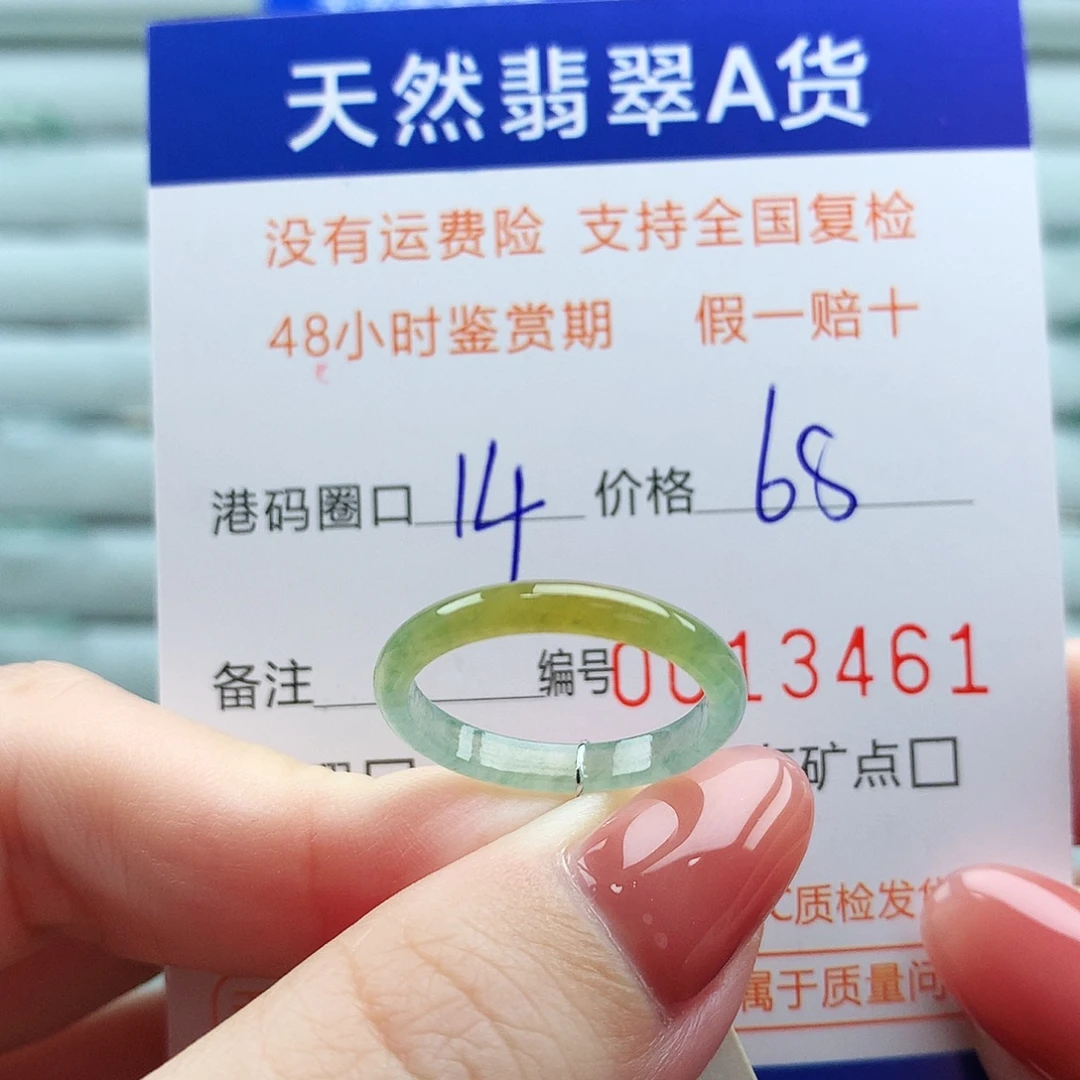 天然翡翠A货
没有运费险 支持全国复检
48小时鉴赏期 假一赔十
港码圈口 14 价格 68
备注 编号 0013461
矿点□
质检发货
属于质量问